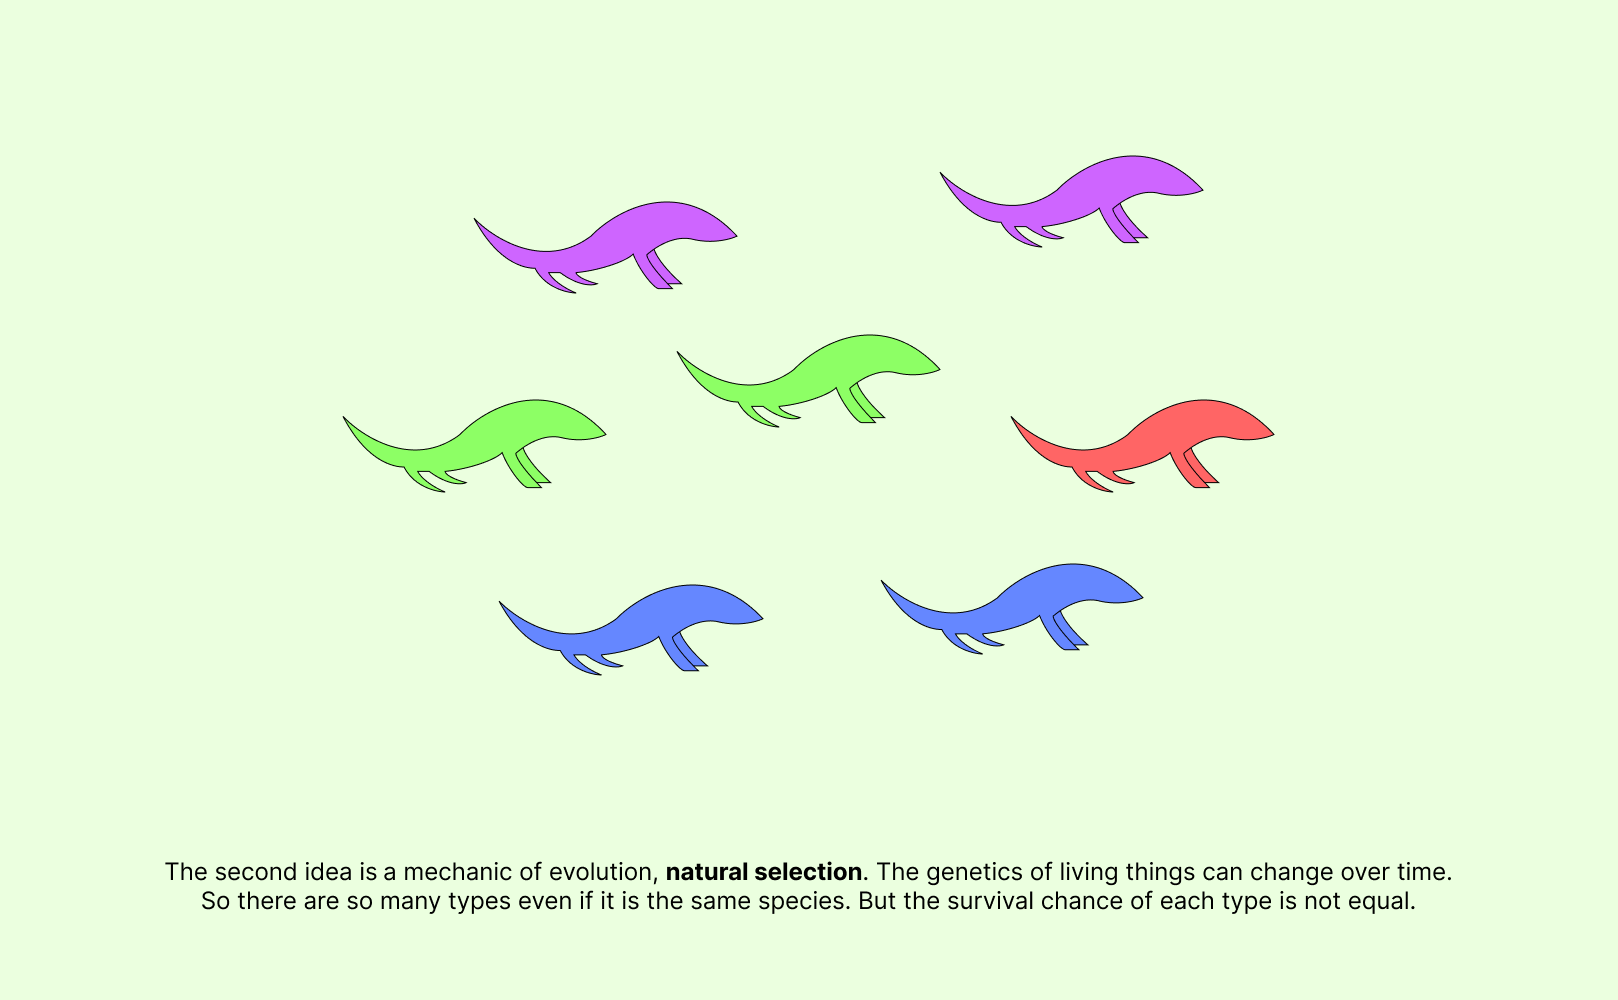 The second idea is a mechanic of evolution, natural selection. The genetics of living things can change over time.
So there are so many types even if it is the same species. But the survival chance of each type is not equal.